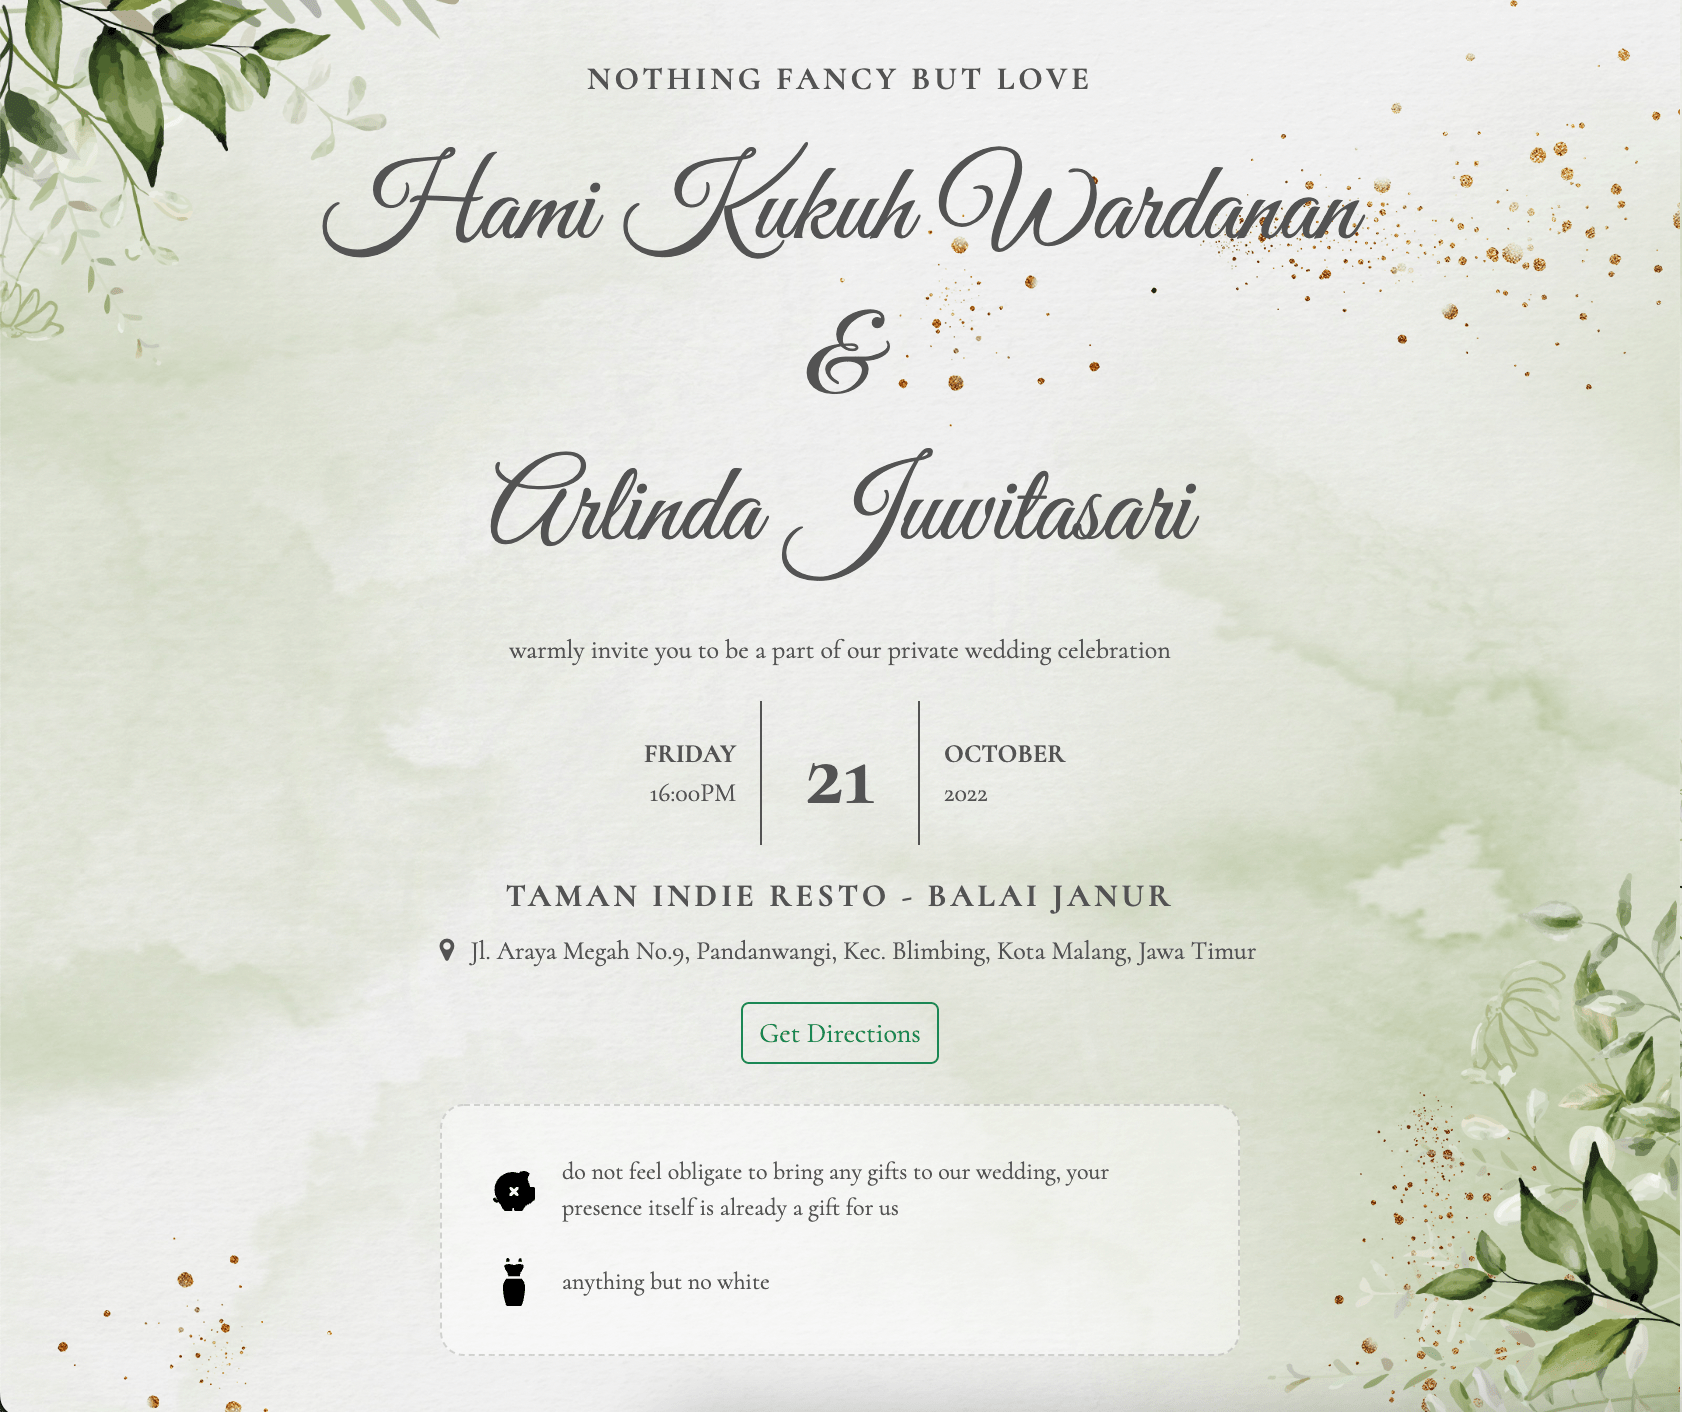 NOTHING FANCY BUT LOVE
Hami Kukuh Wardanan
&
Arlinda Juwitasari
warmly invite you to be a part of our private wedding celebration
FRIDAY
16:00PM
21
OCTOBER
2022
TAMAN INDIE RESTO - BALAI JANUR
Jl. Araya Megah No.9, Pandanwangi, Kec. Blimbing, Kota Malang, Jawa Timur
Get Directions
do not feel obligate to bring any gifts to our wedding, your
presence itself is already a gift for us
anything but no white